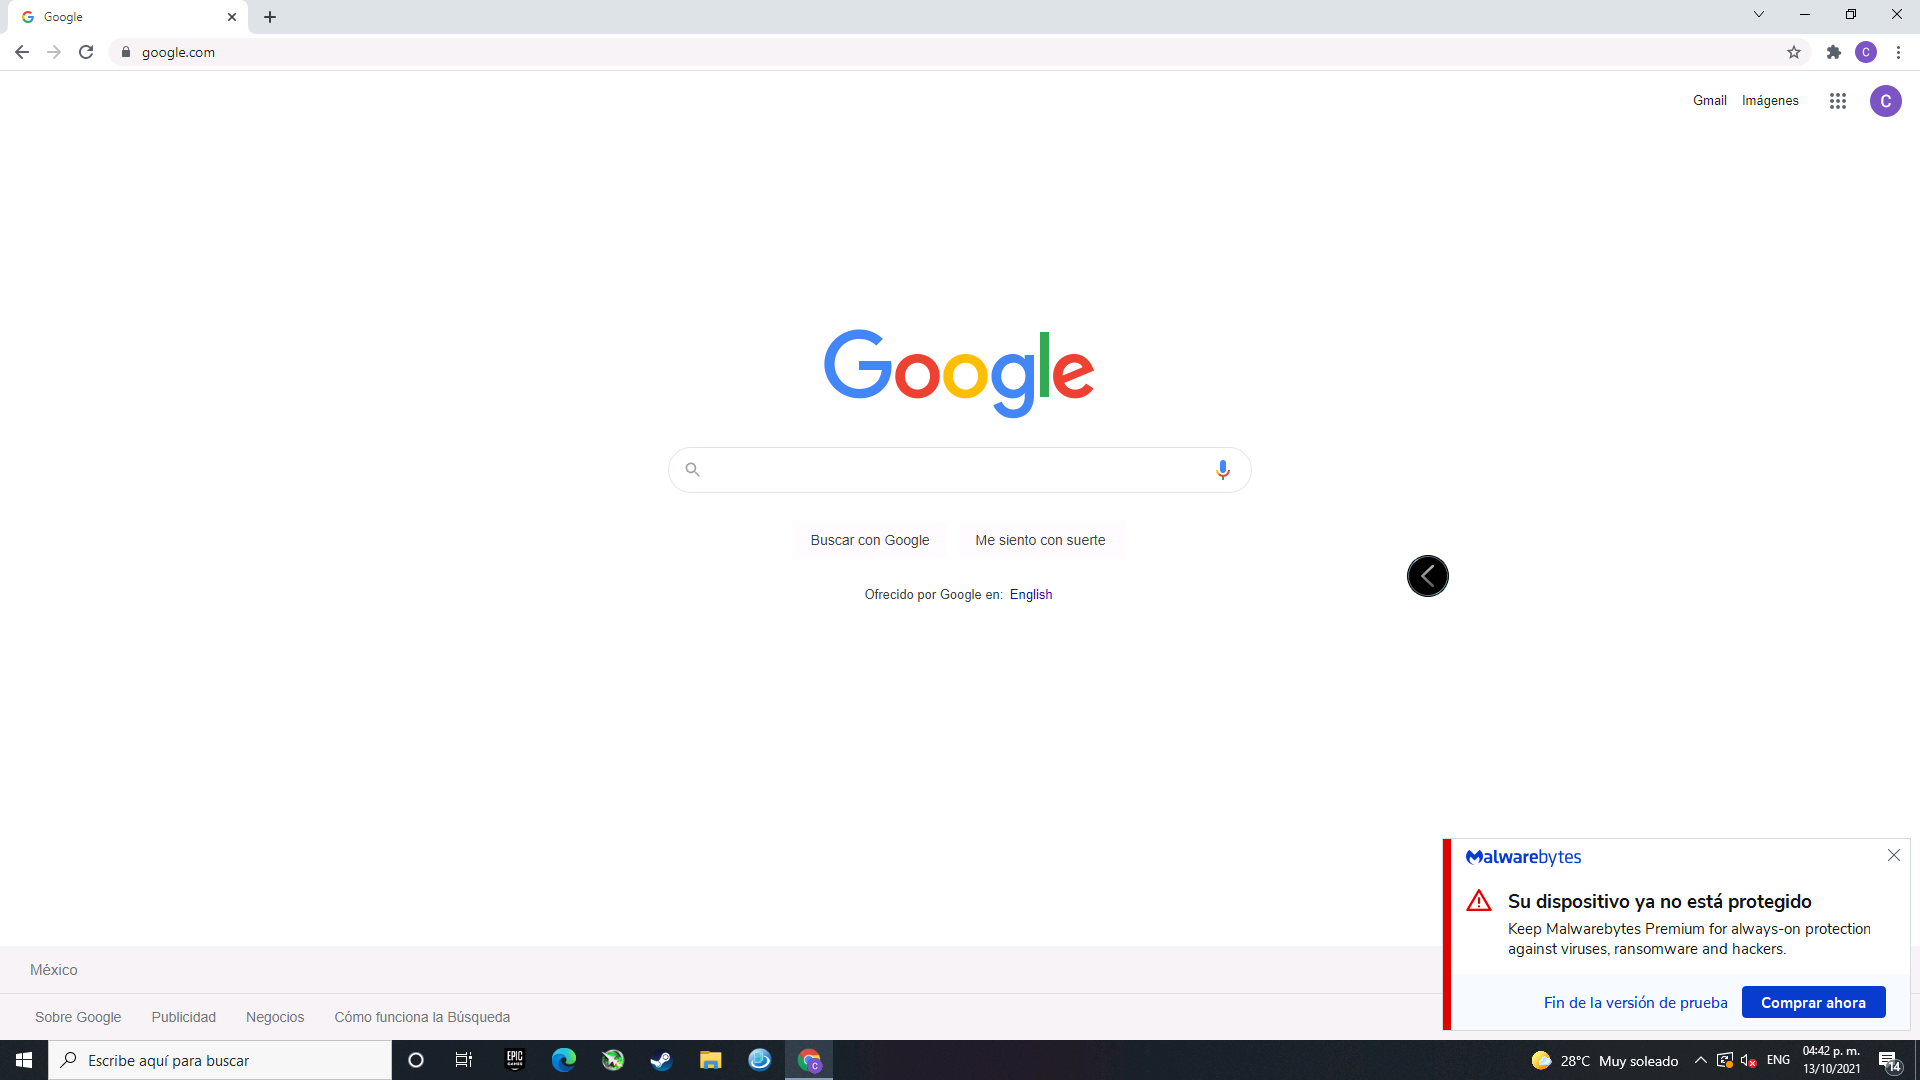 Google
google.com
C
Gmail
Imágenes
C
Google
Buscar con Google
Me siento con suerte
Ofrecido por Google en: English
Malwarebytes
Su dispositivo ya no está protegido
Keep Malwarebytes Premium for always-on protection
against viruses, ransomware and hackers.
Fin de la versión de prueba
Comprar ahora
México
Sobre Google
Publicidad
Negocios
Cómo funciona la Búsqueda
Escribe aquí para buscar
EPIC
GAMES
C
28°C Muy soleado
ENG
04:42 p. m.
13/10/2021
14